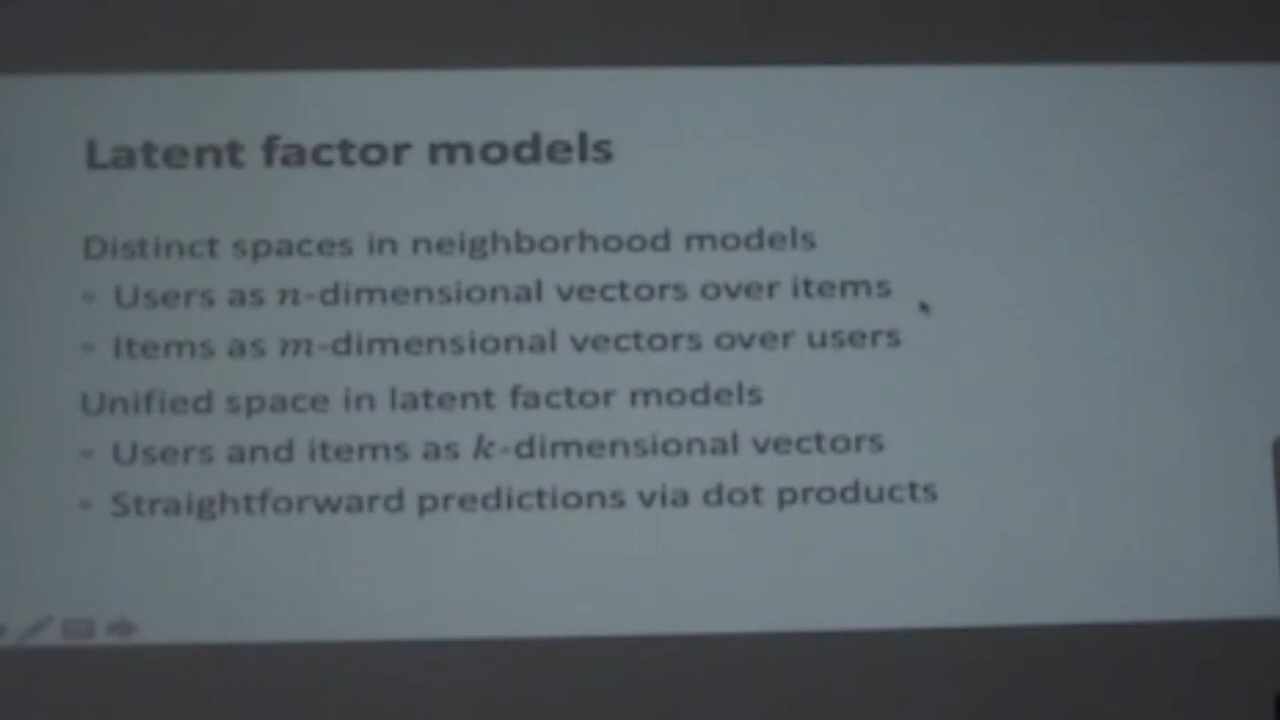 Latent factor models
Distinct spaces in neighborhood models
◦ Users as n-dimensional vectors over items
◦ Items as m-dimensional vectors over users
Unified space in latent factor models
◦ Users and items as k-dimensional vectors
◦ Straightforward predictions via dot products